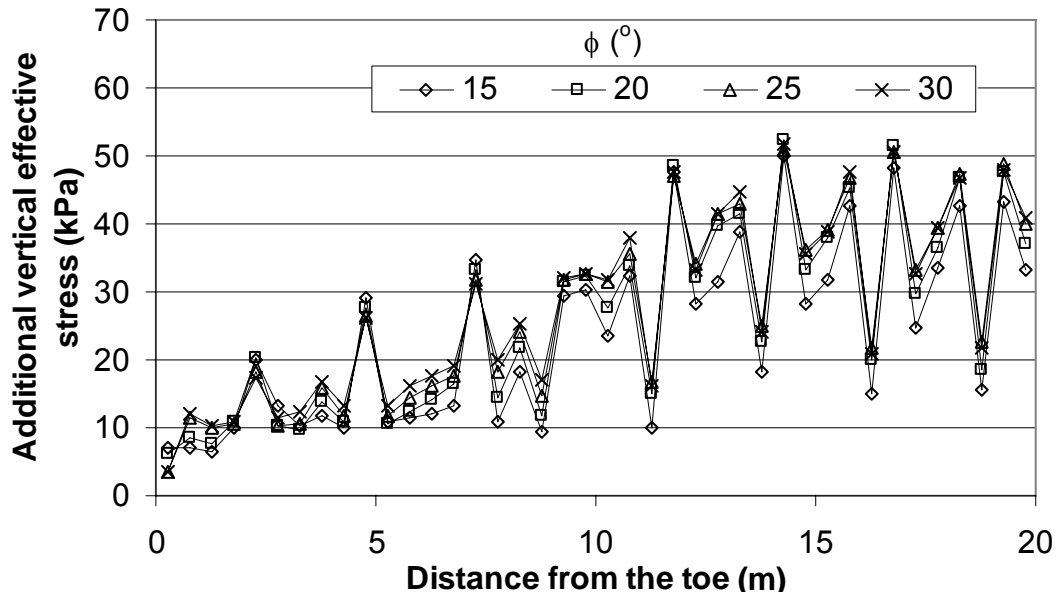 Additional vertical effective
stress (kPa)
70
60
50
40
30
20
10
0
ϕ (°)
15 20 25 30
0 5 10 15 20
Distance from the toe (m)